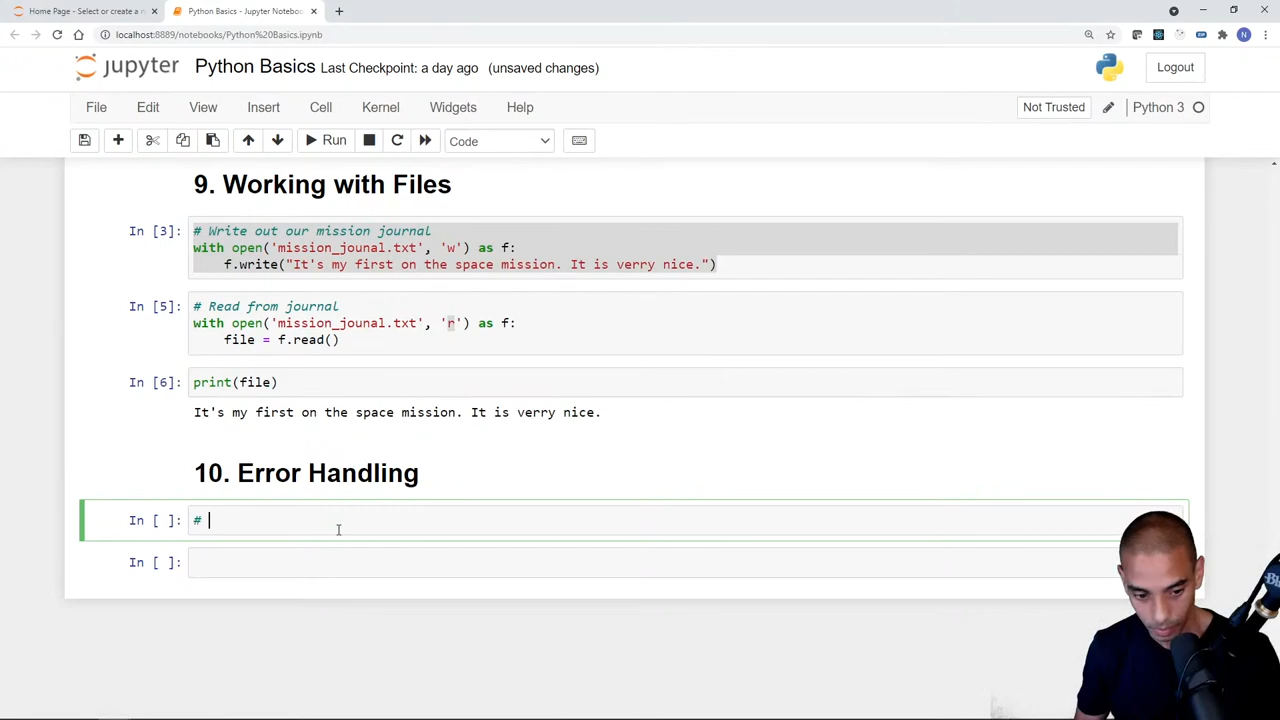 Home Page - Select or create a n
Python Basics - Jupyter Noteboo
localhost:8889/notebooks/Python%20Basics.ipynb
N
jupyter Python Basics Last Checkpoint: a day ago (unsaved changes)
Logout
File Edit View Insert Cell Kernel Widgets Help
Not Trusted
Python 3
Run
Code
9. Working with Files
In [3]: # Write out our mission journal
with open('mission_jounal.txt', 'w') as f:
f.write("It's my first on the space mission. It is verry nice.")
In [5]: # Read from journal
with open('mission_jounal.txt', 'r') as f:
file = f.read()
In [6]: print(file)
It's my first on the space mission. It is verry nice.
10. Error Handling
In [ ]: #
In [ ]: